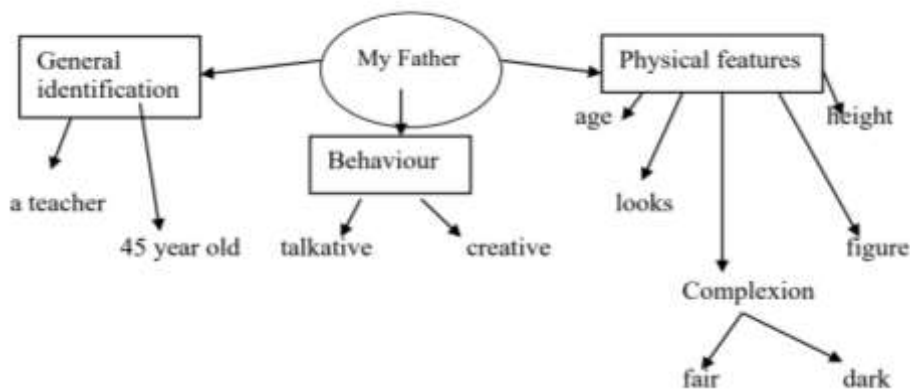 General
identification
My Father
Physical features
age
height
Behaviour
a teacher
looks
45 year old
talkative
creative
figure
Complexion
fair
dark